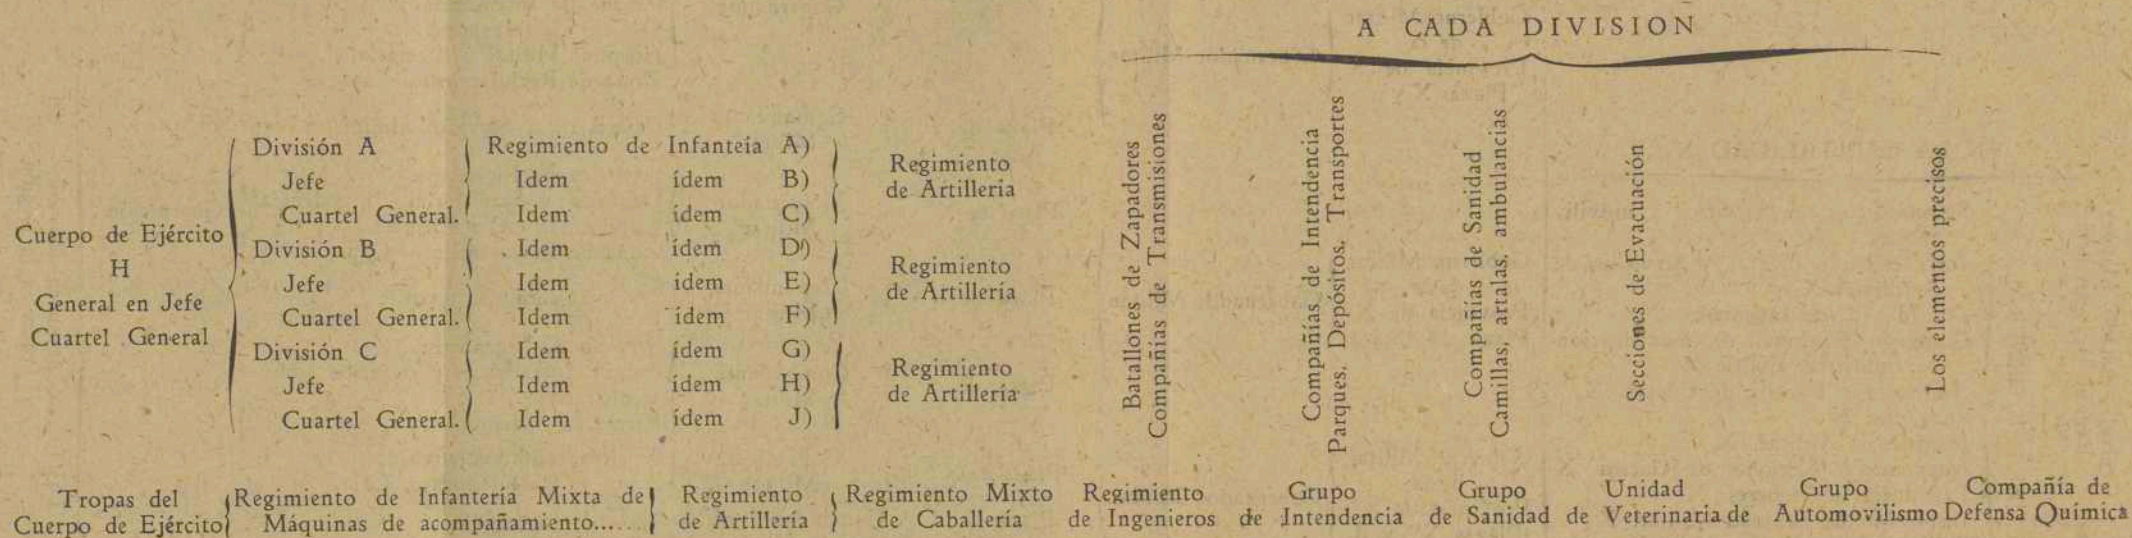 A CADA DIVISION
Cuerpo de Ejército
H
General en Jefe
Cuartel General
División A
Jefe
Cuartel General.
División B
Jefe
Cuartel General.
División C
Jefe
Cuartel General.
Regimiento de Infanteía A)
Idem ídem B)
Idem ídem C)
Idem ídem D)
Idem ídem E)
Idem ídem F)
Idem ídem G)
Idem ídem H)
Idem ídem J)
Regimiento
de Artilleria
Regimiento
de Artillería
Regimiento
de Artillería
Batallones de Zapadores
Compañías de Transmisiones
Compañías de Intendencia
Parques, Depósitos, Transportes
Compañías de Sanidad
Camillas, artalas, ambulancias
Secciones de Evacuación
Los elementos precisos
Tropas del
Cuerpo de Ejército
Regimiento de Infantería Mixta de
Máquinas de acompañamiento......
Regimiento
de Artillería
Regimiento Mixto
de Caballería
Regimiento
de Ingenieros
Grupo
de Intendencia
Grupo
de Sanidad
Unidad
de Veterinaria
Grupo
de Automovilismo
Compañía de
Defensa Química